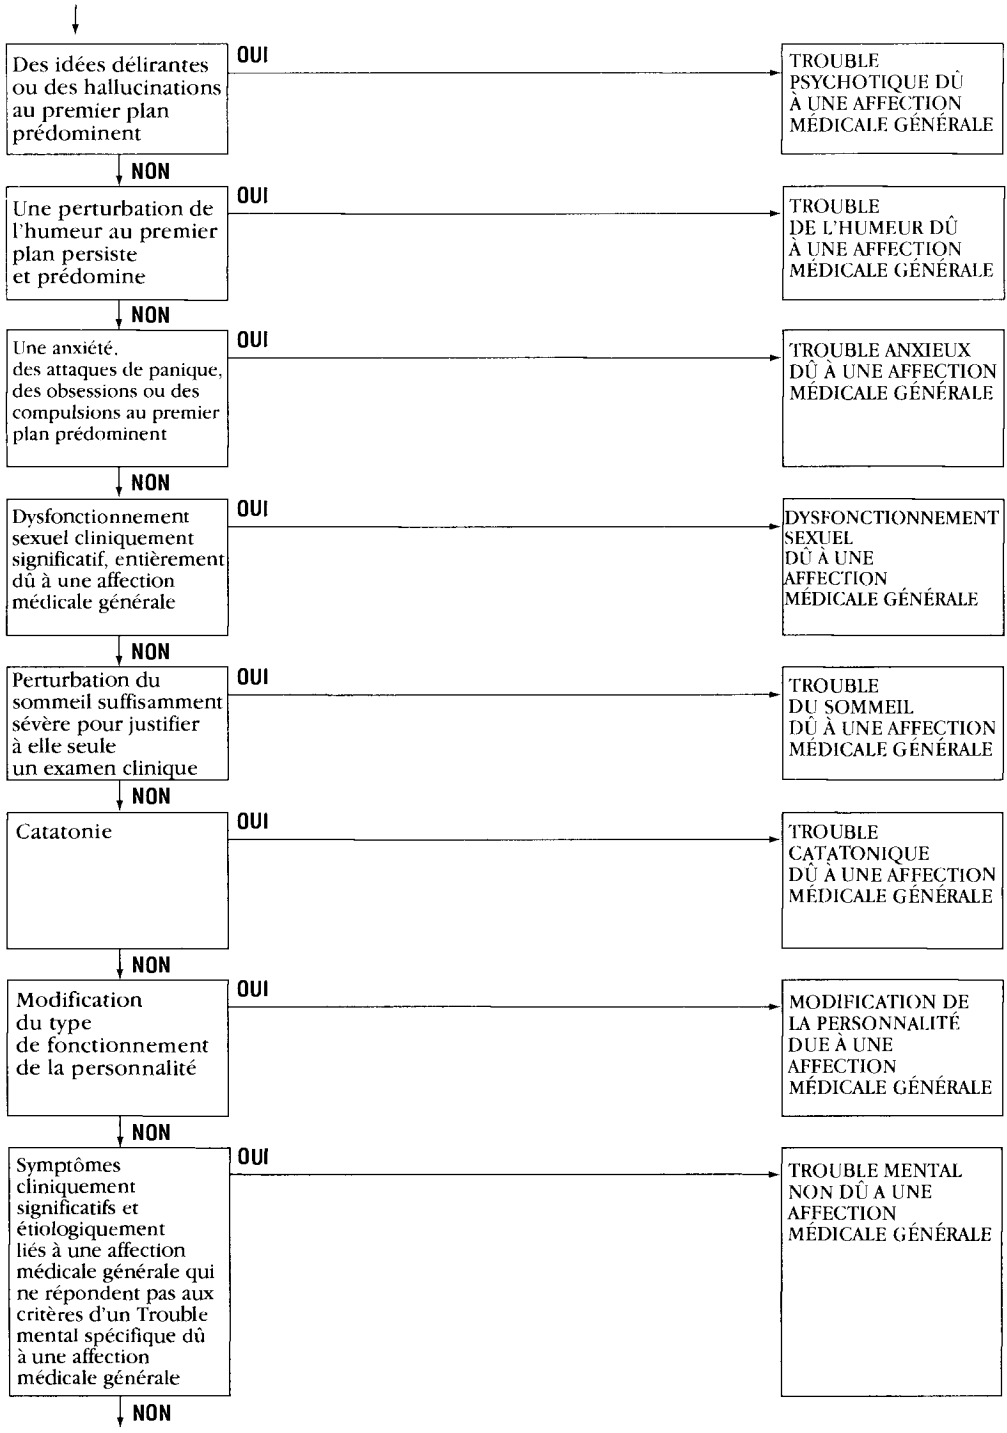 Des idées délirantes
ou des hallucinations
au premier plan
prédominent
OUI
TROUBLE
PSYCHOTIQUE DÛ
À UNE AFFECTION
MÉDICALE GÉNÉRALE
NON
Une perturbation de
l'humeur au premier
plan persiste
et prédomine
OUI
TROUBLE
DE L'HUMEUR DÛ
À UNE AFFECTION
MÉDICALE GÉNÉRALE
NON
Une anxiété,
des attaques de panique,
des obsessions ou des
compulsions au premier
plan prédominent
OUI
TROUBLE ANXIEUX
DÛ À UNE AFFECTION
MÉDICALE GÉNÉRALE
NON
Dysfonctionnement
sexuel cliniquement
significatif, entièrement
dû à une affection
médicale générale
OUI
DYSFONCTIONNEMENT
SEXUEL
DÛ À UNE
AFFECTION
MÉDICALE GÉNÉRALE
NON
Perturbation du
sommeil suffisamment
sévère pour justifier
à elle seule
un examen clinique
OUI
TROUBLE
DU SOMMEIL
DÛ À UNE AFFECTION
MÉDICALE GÉNÉRALE
NON
Catatonie
OUI
TROUBLE
CATATONIQUE
DÛ À UNE AFFECTION
MÉDICALE GÉNÉRALE
NON
Modification
du type
de fonctionnement
de la personnalité
OUI
MODIFICATION DE
LA PERSONNALITÉ
DUE À UNE
AFFECTION
MÉDICALE GÉNÉRALE
NON
Symptômes
cliniquement
significatifs et
étiologiquement
liés à une affection
médicale générale qui
ne répondent pas aux
critères d'un Trouble
mental spécifique dû
à une affection
médicale générale
OUI
TROUBLE MENTAL
NON DÛ A UNE
AFFECTION
MÉDICALE GÉNÉRALE
NON